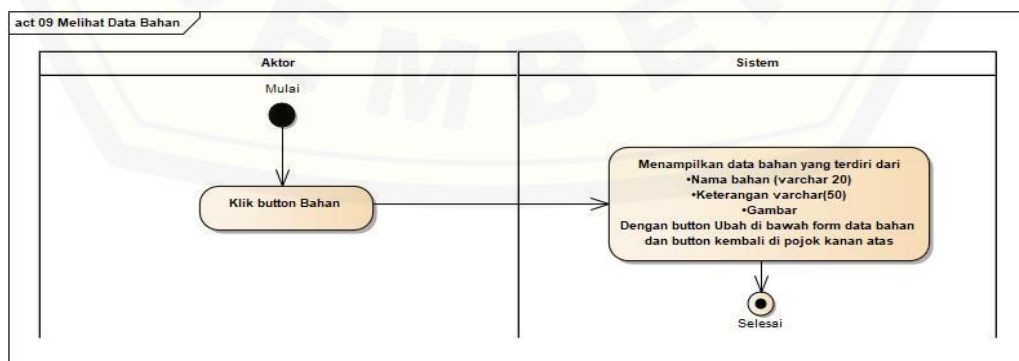 act 09 Melihat Data Bahan
Aktor
Sistem
Mulai
Klik button Bahan
Menampilkan data bahan yang terdiri dari
•Nama bahan (varchar 20)
•Keterangan varchar(50)
•Gambar
Dengan button Ubah di bawah form data bahan
dan button kembali di pojok kanan atas
Selesai